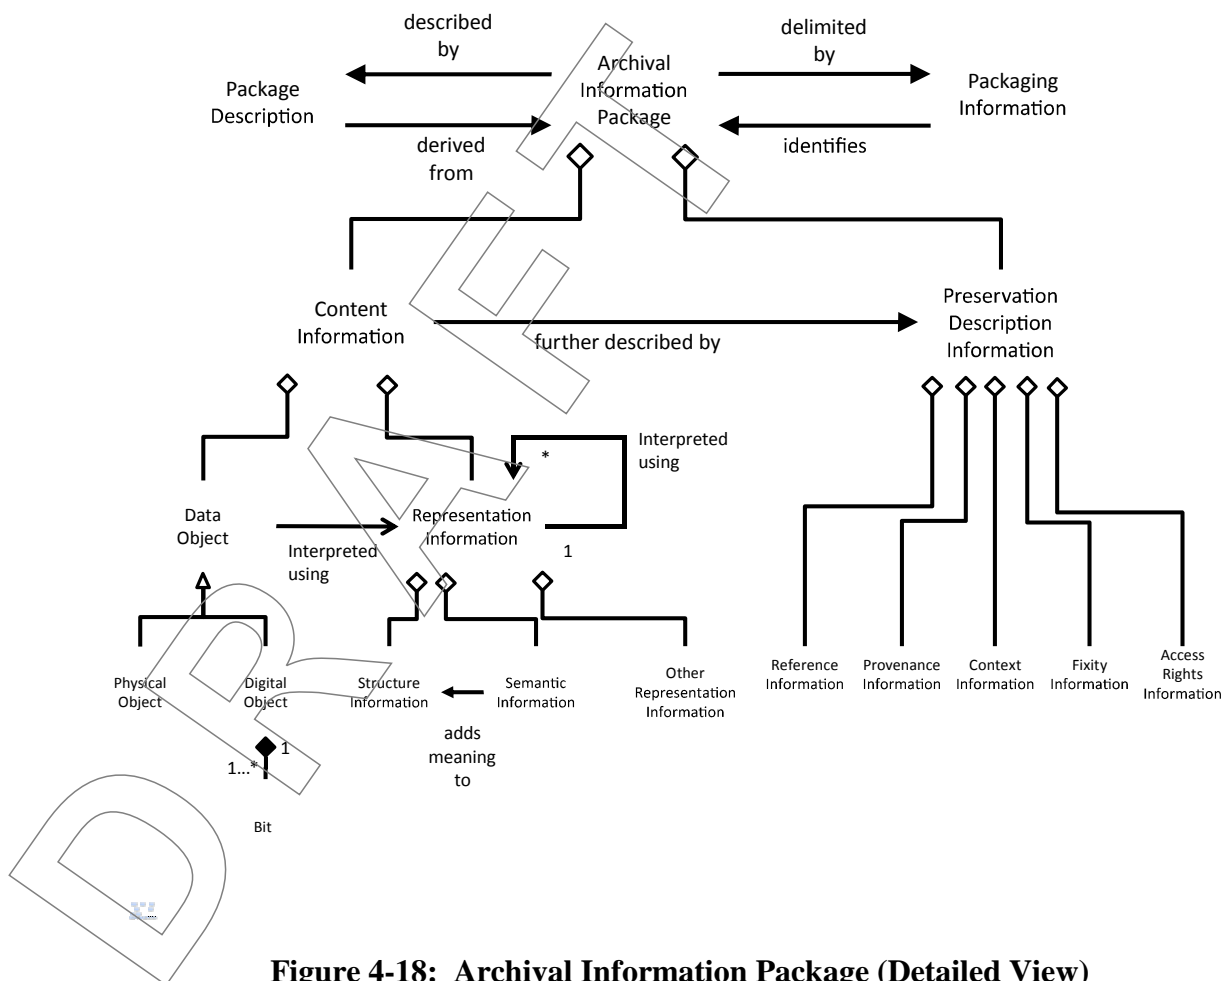 described
by
delimited
by
Archival
Information
Package
Package
Description
Packaging
Information
derived
from
identifies
Content
Information
further described by
Preservation
Description
Information
*
Interpreted
using
Data
Object
Interpreted
using
Representation
Information
1
Physical
Object
Digital
Object
Structure
Information
Semantic
Information
Other
Representation
Information
Reference
Information
Provenance
Information
Context
Information
Fixity
Information
Access
Rights
Information
adds
meaning
to
1
1...*
Bit
DRAFT
Figure 4-18: Archival Information Package (Detailed View)